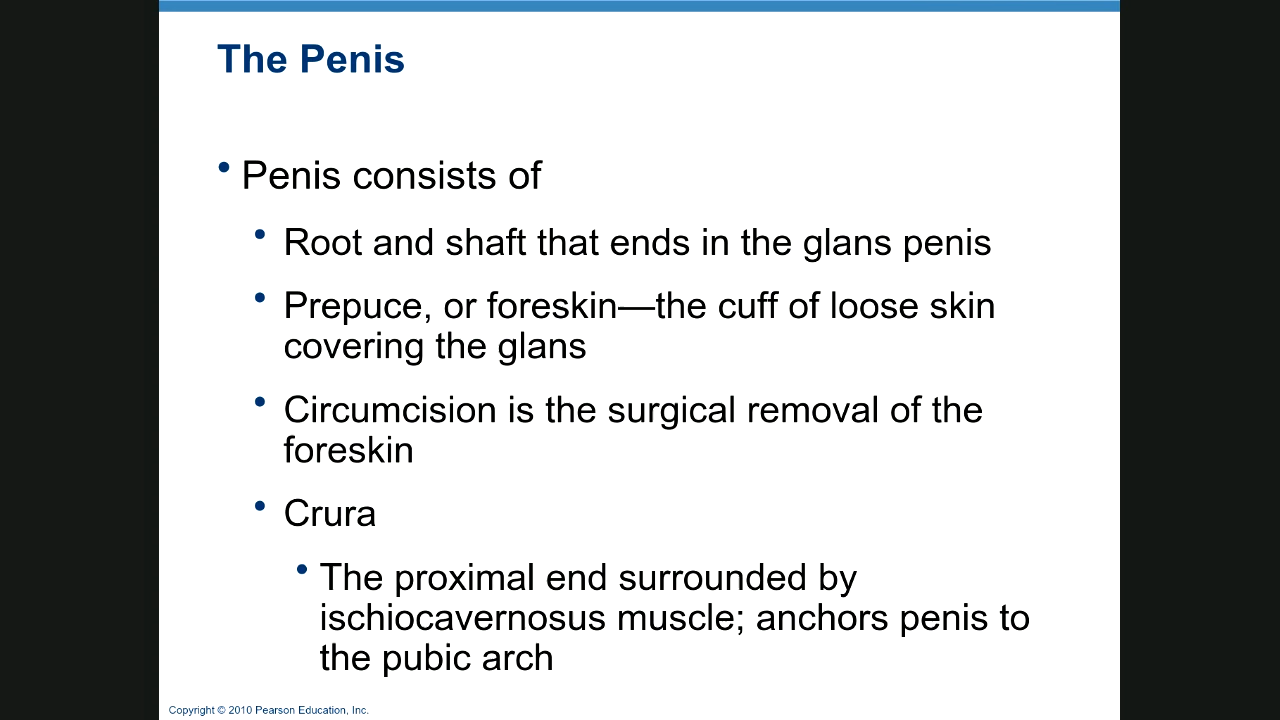 The Penis
• Penis consists of
• Root and shaft that ends in the glans penis
• Prepuce, or foreskin—the cuff of loose skin
covering the glans
• Circumcision is the surgical removal of the
foreskin
• Crura
• The proximal end surrounded by
ischiocavernosus muscle; anchors penis to
the pubic arch
Copyright © 2010 Pearson Education, Inc.